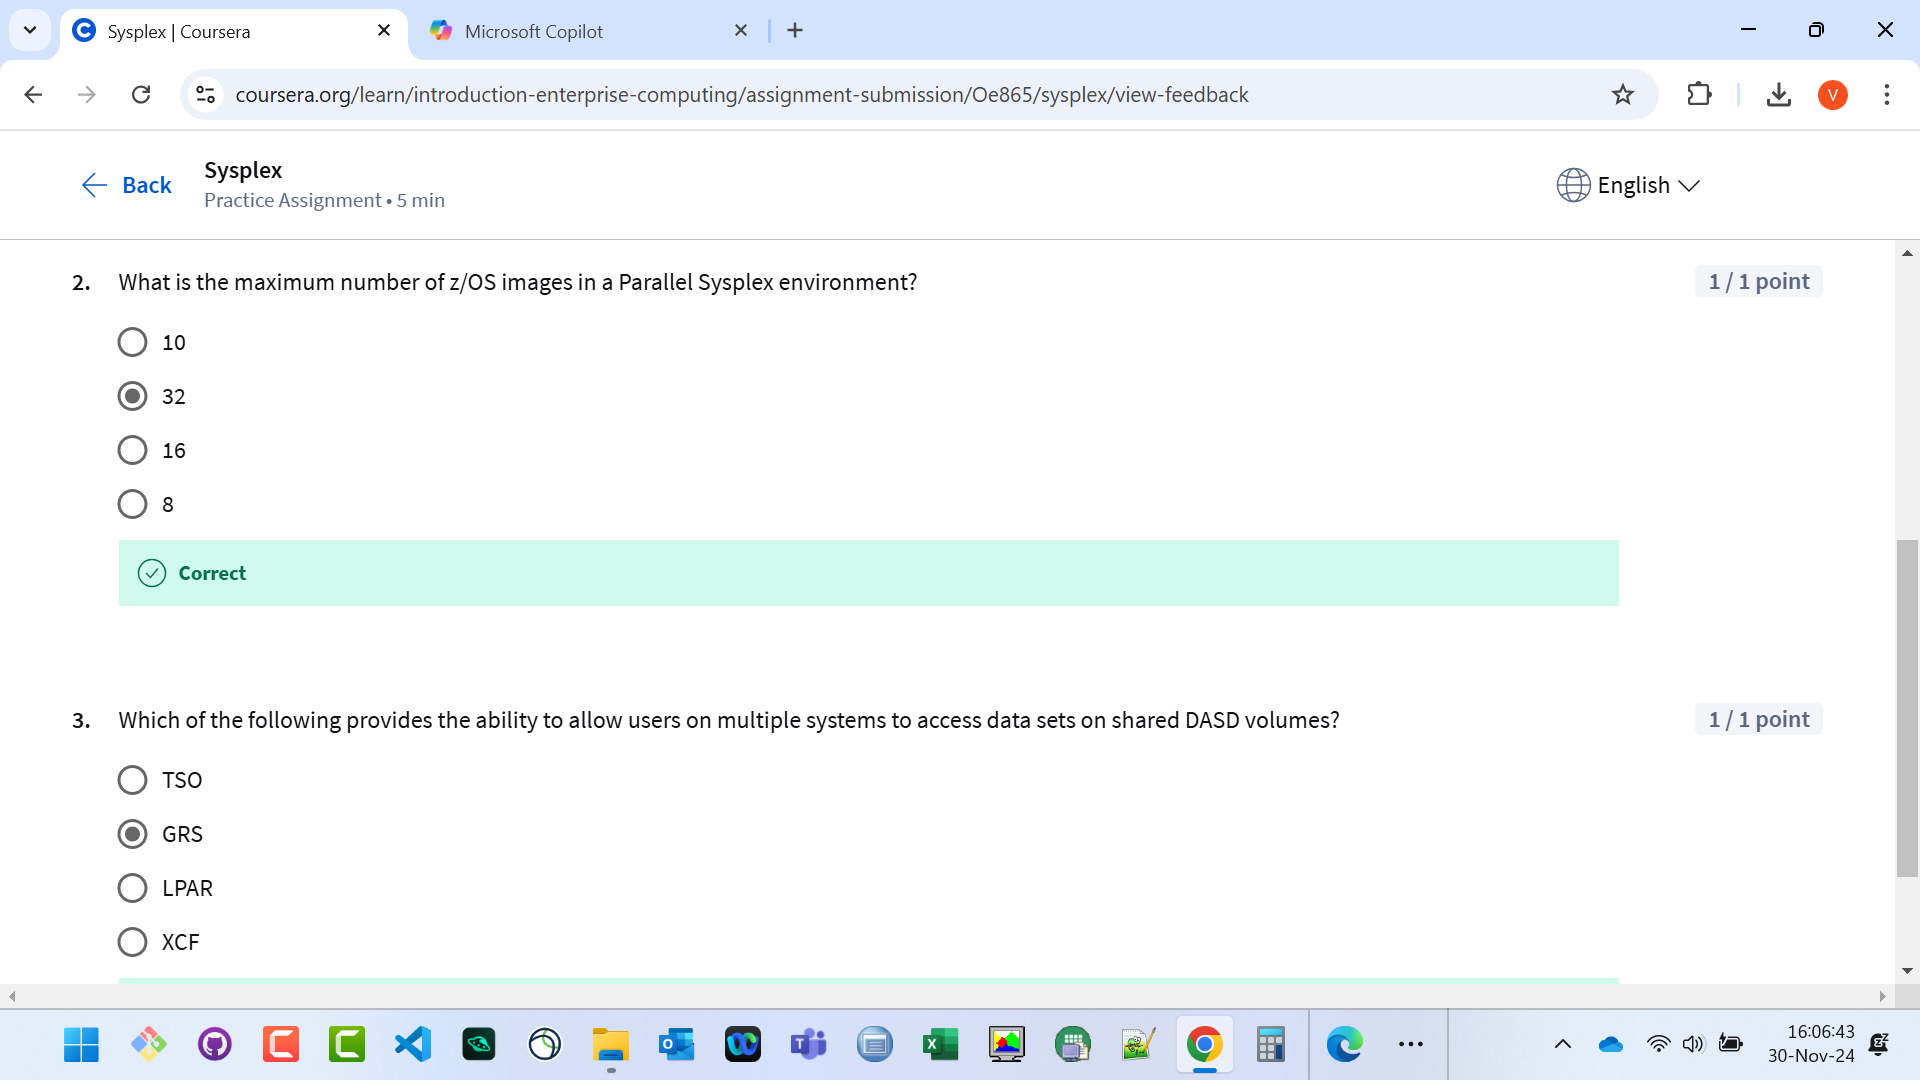 Sysplex | Coursera
Microsoft Copilot
coursera.org/learn/introduction-enterprise-computing/assignment-submission/Oe865/sysplex/view-feedback
V
Back
Sysplex
Practice Assignment • 5 min
English
2. What is the maximum number of z/OS images in a Parallel Sysplex environment?
1 / 1 point
10
32
16
8
Correct
3. Which of the following provides the ability to allow users on multiple systems to access data sets on shared DASD volumes?
1 / 1 point
TSO
GRS
LPAR
XCF
16:06:43
30-Nov-24